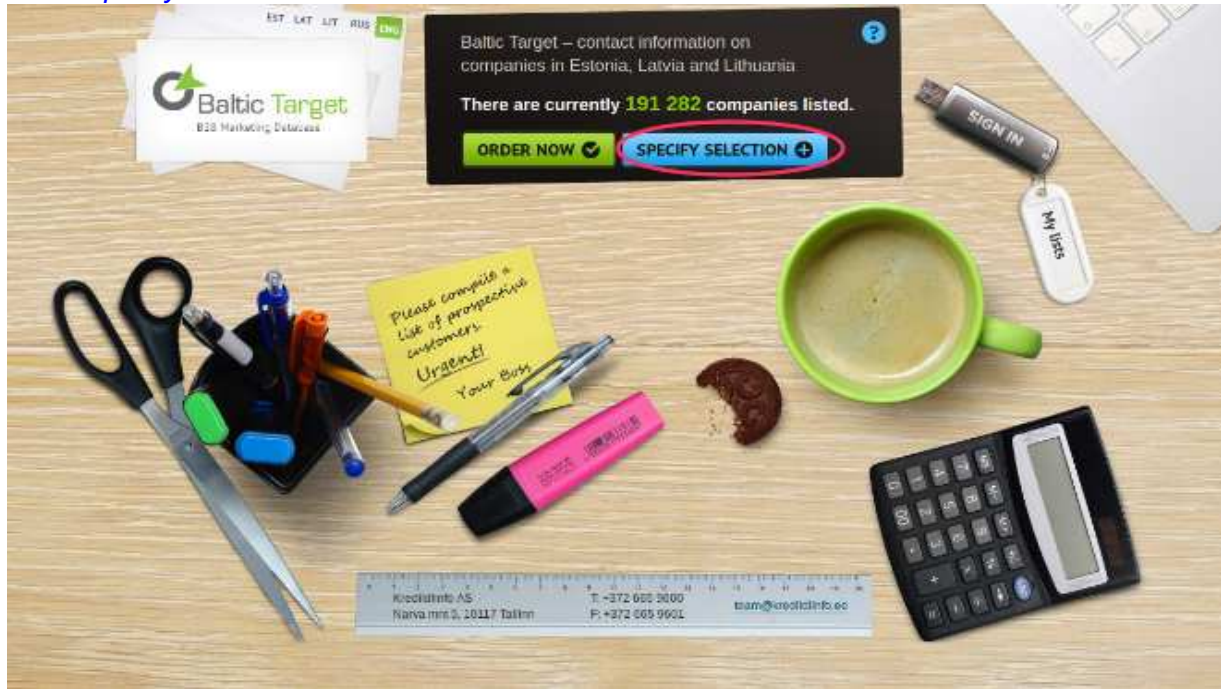 EST LAT LIT RUS ENG
Baltic Target
B2B Marketing Database
Baltic Target – contact information on
companies in Estonia, Latvia and Lithuania
?
There are currently 191 282 companies listed.
ORDER NOW
SPECIFY SELECTION
SIGN IN
My lists
Please compile a
list of prospective
customers.
Urgent!
Your Boss
Krediidiinfo AS
Narva mnt 5, 10117 Tallinn
T: +372 665 9600
F: +372 665 9601
team@krediidiinfo.ee